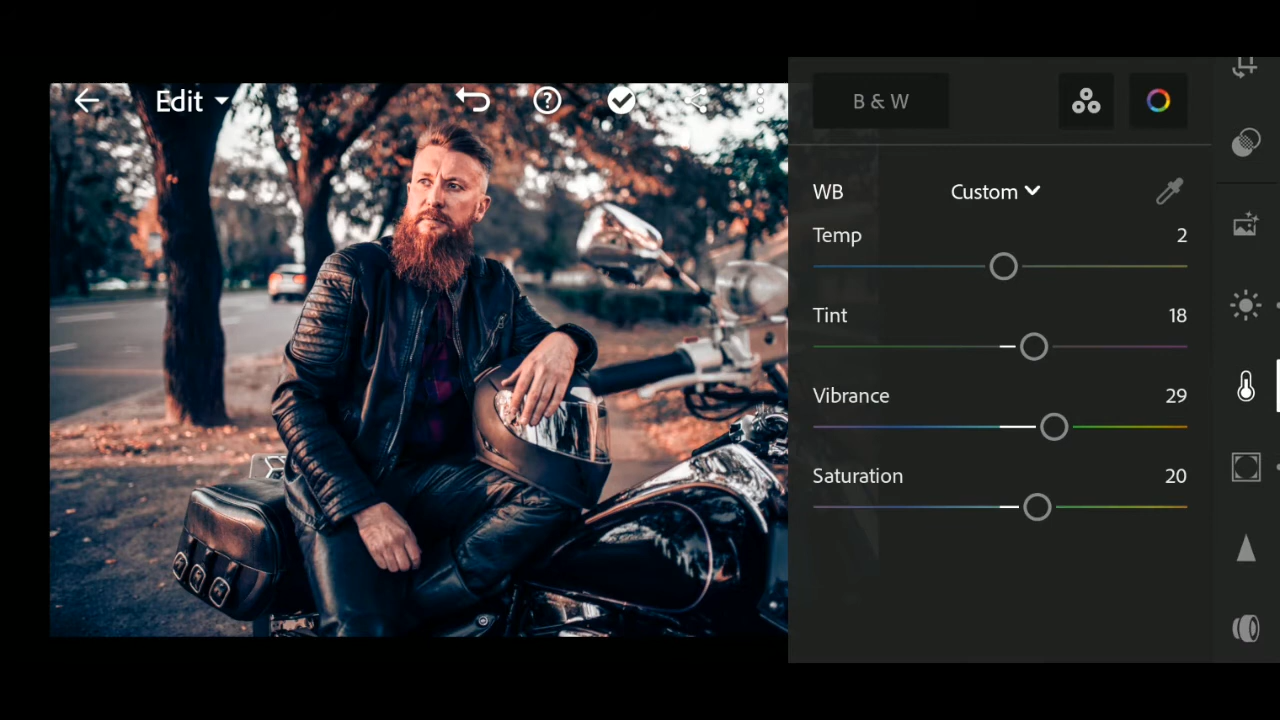 Edit
B & W
WB Custom
Temp 2
Tint 18
Vibrance 29
Saturation 20